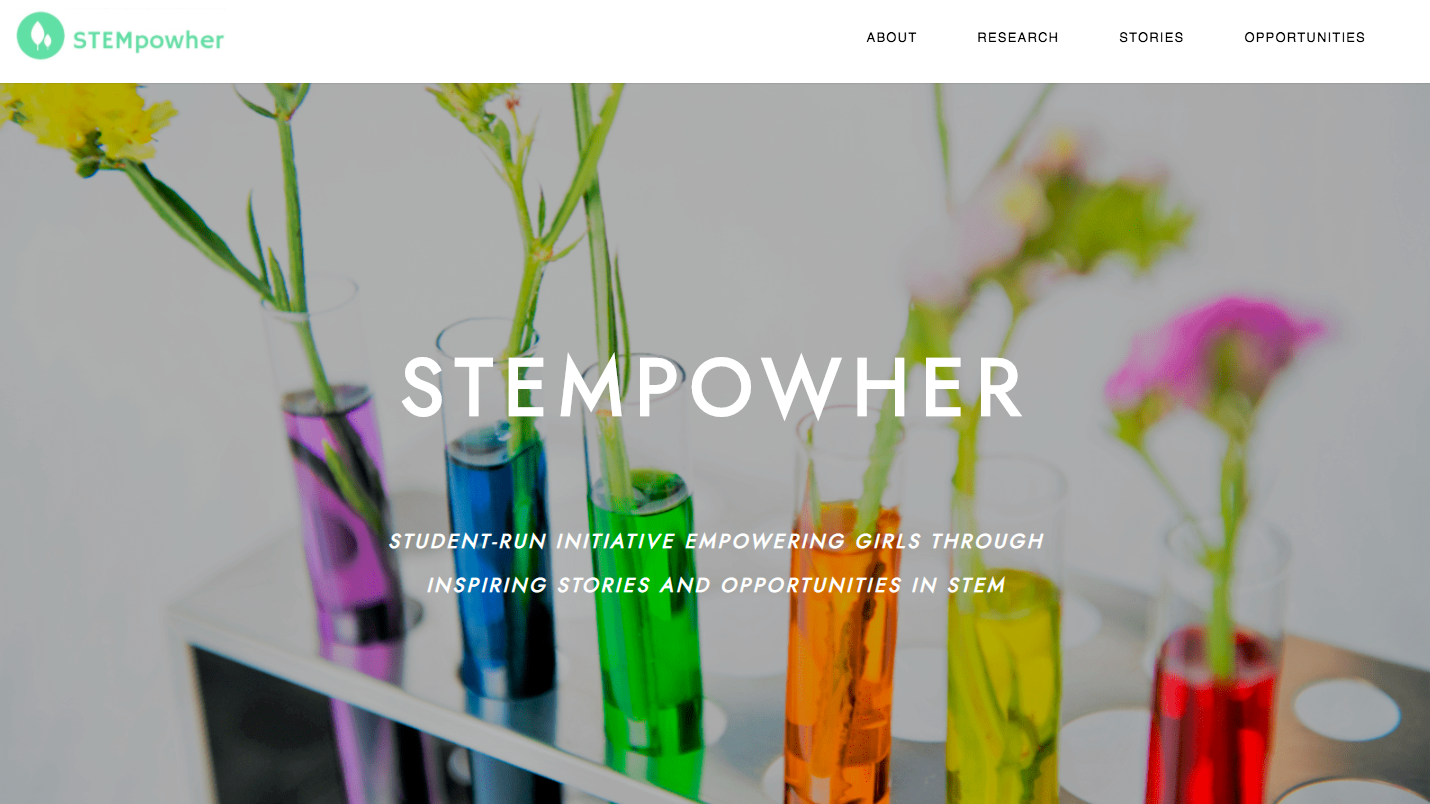 STEMpowher
ABOUT
RESEARCH
STORIES
OPPORTUNITIES
STEMPOWHER
STUDENT-RUN INITIATIVE EMPOWERING GIRLS THROUGH
INSPIRING STORIES AND OPPORTUNITIES IN STEM